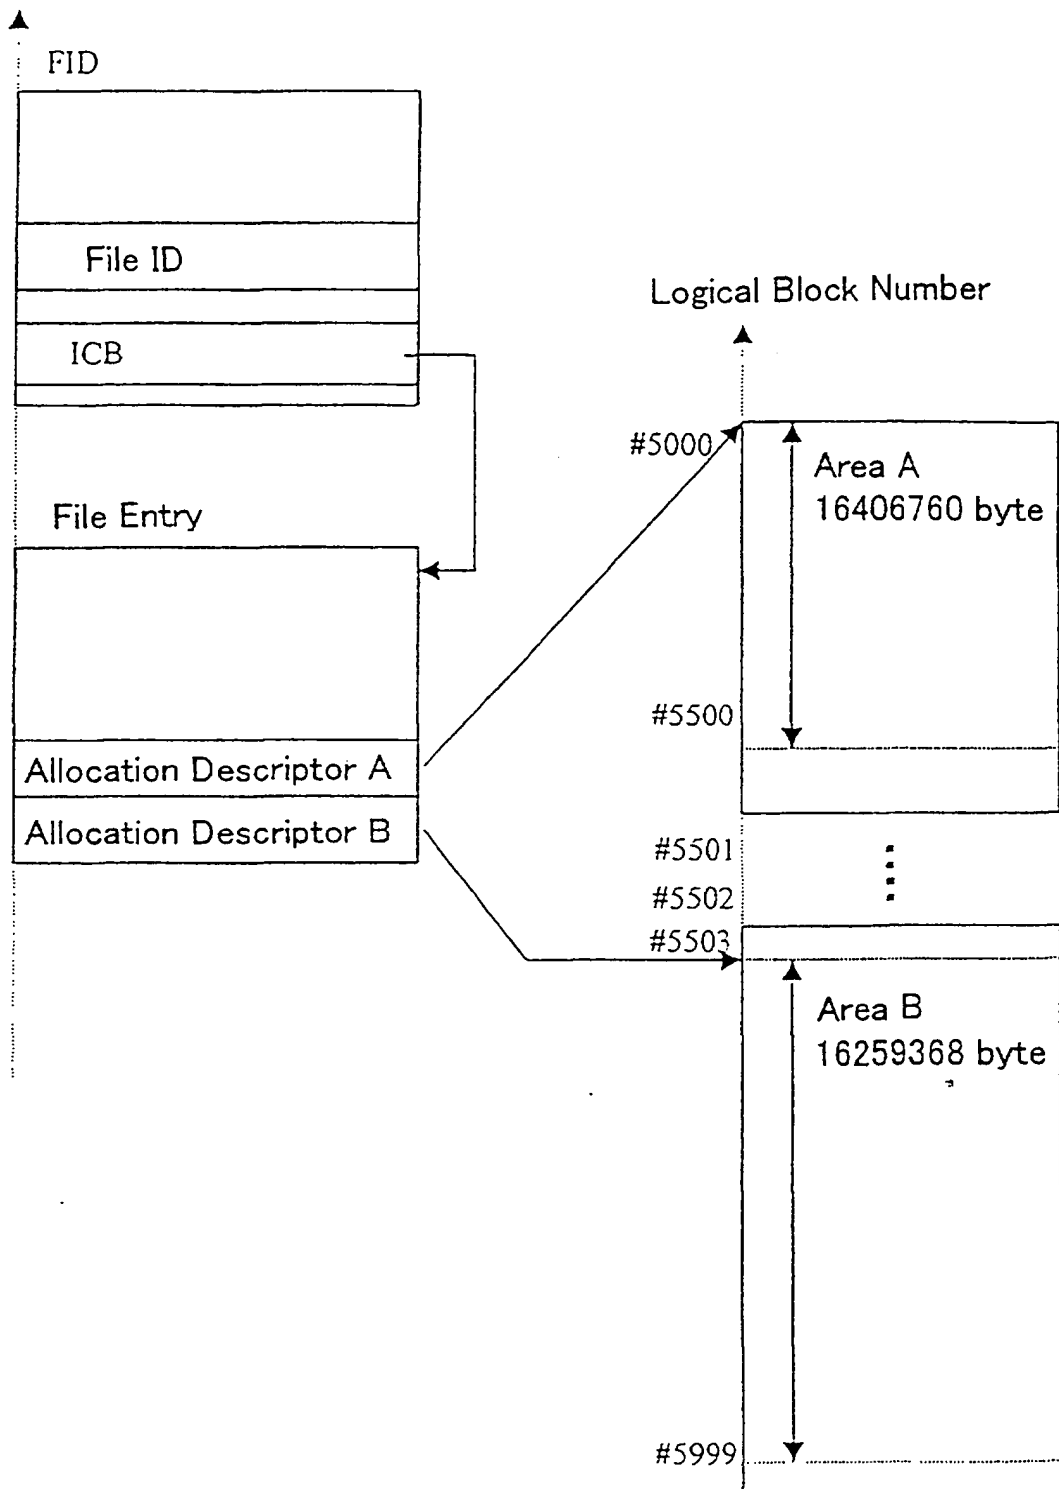 FID
File ID
ICB
File Entry
Allocation Descriptor A
Allocation Descriptor B
Logical Block Number
#5000
Area A
16406760 byte
#5500
#5501
#5502
#5503
Area B
16259368 byte
#5999